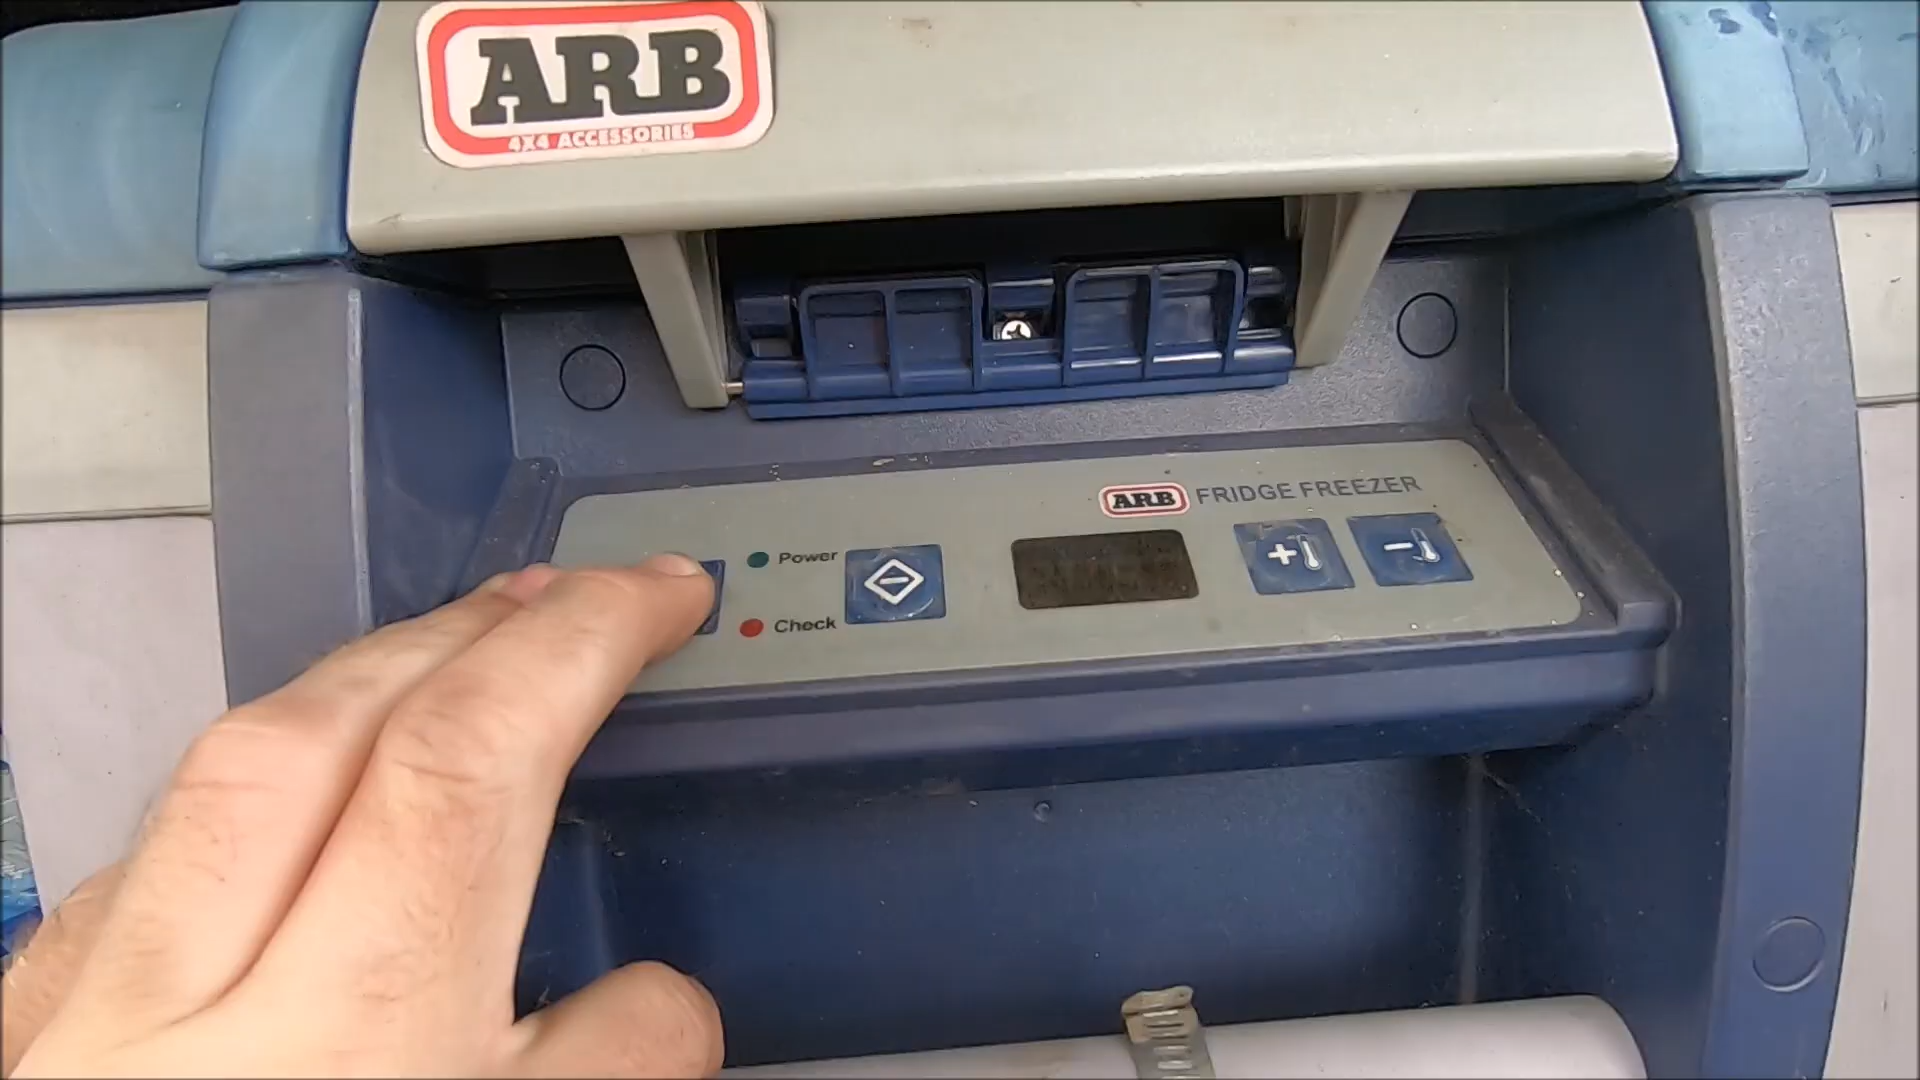 ARB
4X4 ACCESSORIES
ARB FRIDGE FREEZER
Power
Check